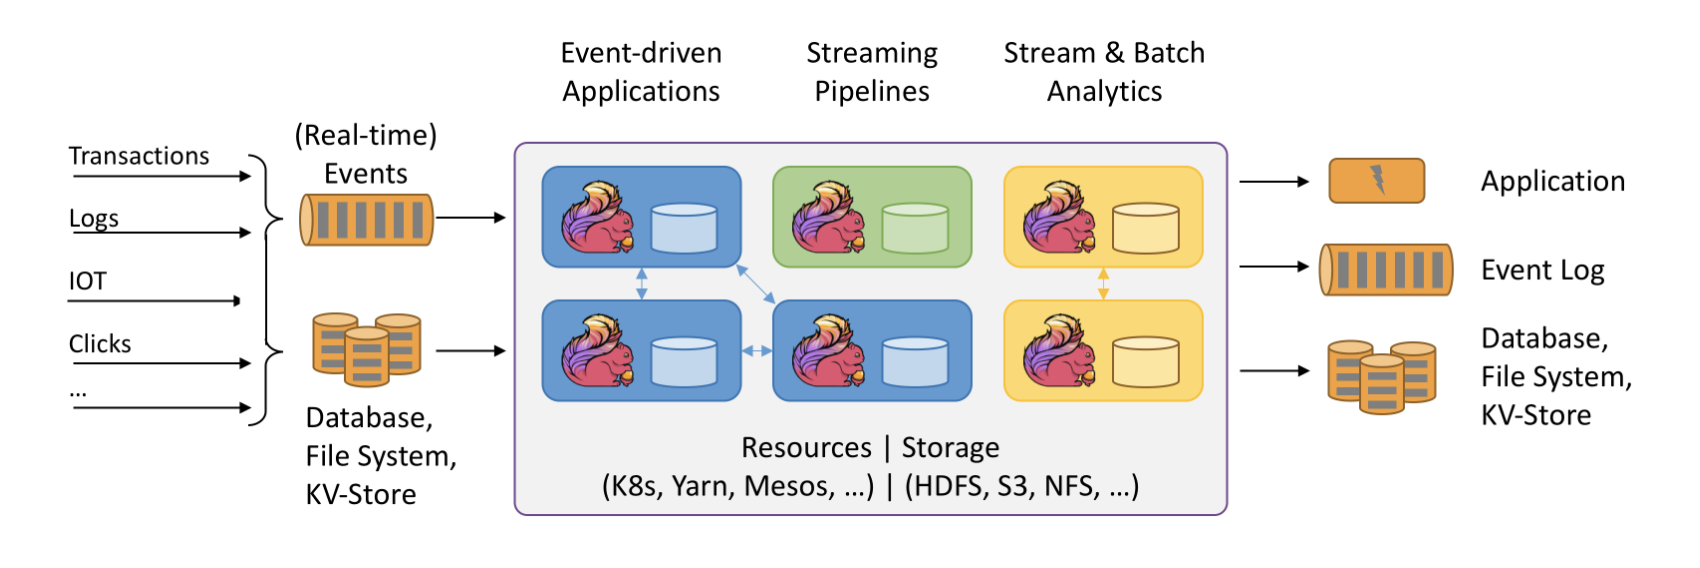 Event-driven
Applications
Streaming
Pipelines
Stream & Batch
Analytics
Transactions
Logs
IOT
Clicks
...
(Real-time)
Events
Database,
File System,
KV-Store
Resources | Storage
(K8s, Yarn, Mesos, ...) | (HDFS, S3, NFS, ...)
Application
Event Log
Database,
File System,
KV-Store